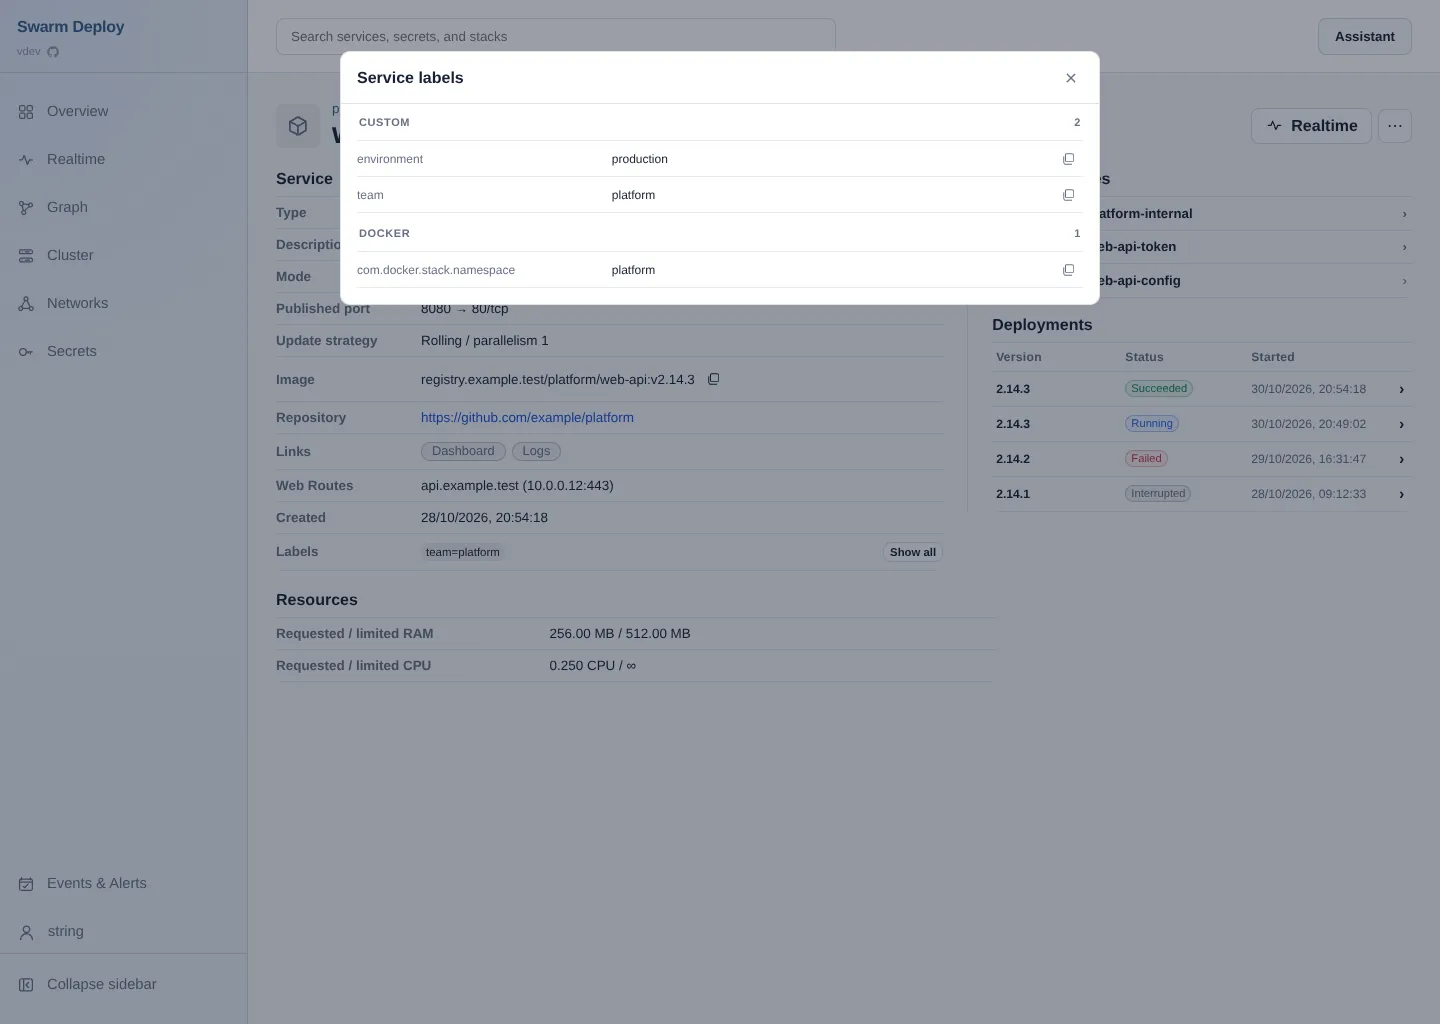 Swarm Deploy
vdev
Search services, secrets, and stacks
Assistant
Service labels
CUSTOM 2
environment production
team platform
DOCKER 1
com.docker.stack.namespace platform
Overview
Realtime
Graph
Cluster
Networks
Secrets
Events & Alerts
string
Collapse sidebar
Realtime
Service
Type
Mode
Published port 8080 → 80/tcp
Update strategy Rolling / parallelism 1
Image registry.example.test/platform/web-api:v2.14.3
Repository https://github.com/example/platform
Links Dashboard Logs
Web Routes api.example.test (10.0.0.12:443)
Created 28/10/2026, 20:54:18
Labels team=platform Show all
Resources
Requested / limited RAM 256.00 MB / 512.00 MB
Requested / limited CPU 0.250 CPU / ∞
Deployments
Version Status Started
2.14.3 Succeeded 30/10/2026, 20:54:18
2.14.3 Running 30/10/2026, 20:49:02
2.14.2 Failed 29/10/2026, 16:31:47
2.14.1 Interrupted 28/10/2026, 09:12:33